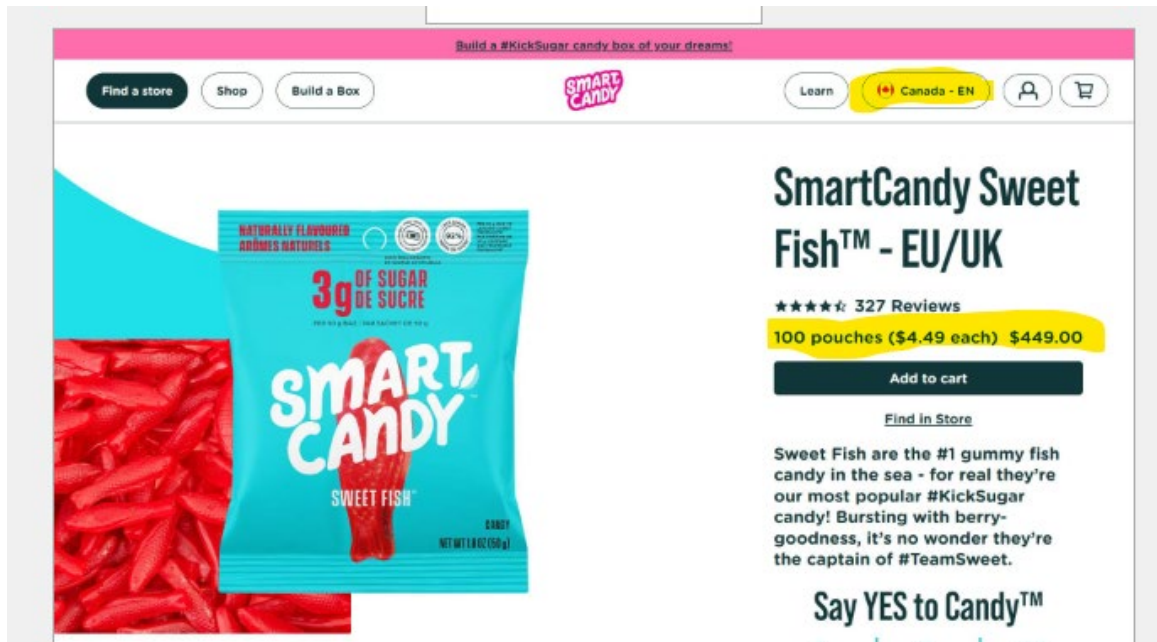 Build a #KickSugar candy box of your dreams!
Find a store
Shop
Build a Box
SMART
CANDY
Learn
Canada - EN
SmartCandy Sweet
Fish™ - EU/UK
327 Reviews
100 pouches ($4.49 each) $449.00
Add to cart
Find in Store
Sweet Fish are the #1 gummy fish
candy in the sea - for real they're
our most popular #KickSugar
candy! Bursting with berry-
goodness, it's no wonder they're
the captain of #TeamSweet.
Say YES to Candy™
NATURALLY FLAVOURED
ARÔMES NATURELS
3g OF SUGAR
DE SUCRE
SMART
CANDY
SWEET FISH
CANDY
NET WT 1.8 OZ (50 g)